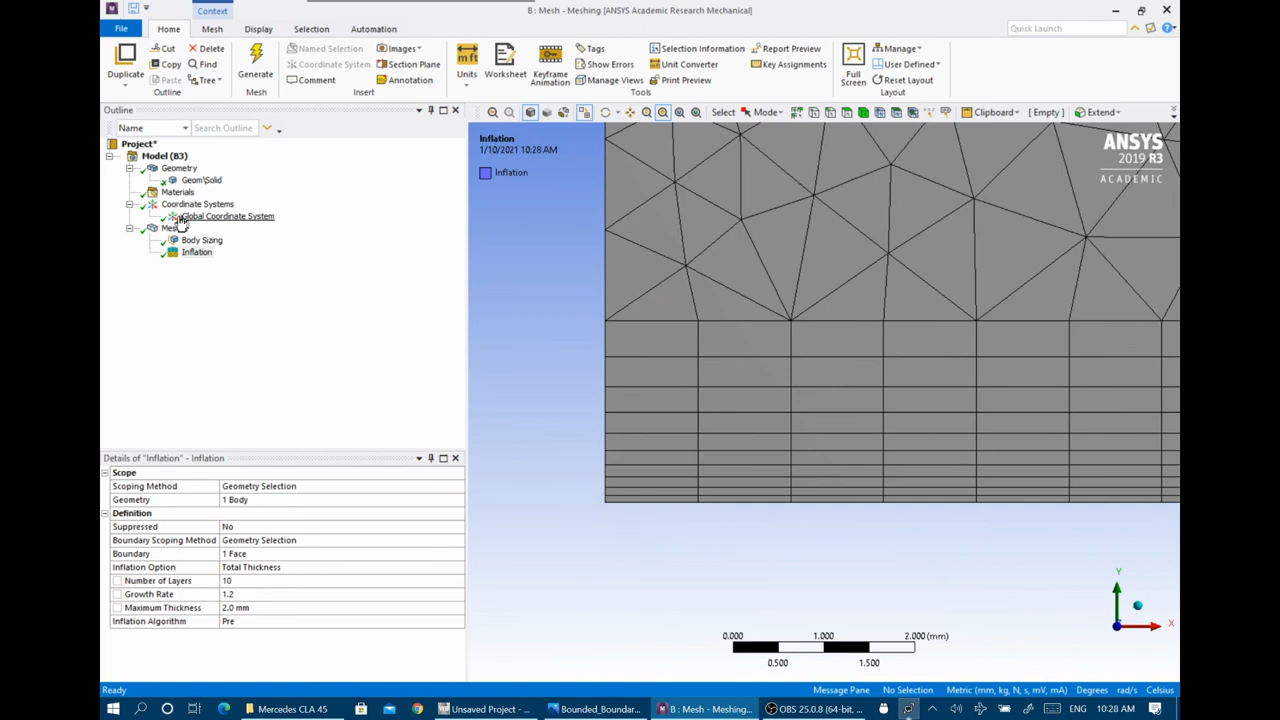 Context
B : Mesh - Meshing [ANSYS Academic Research Mechanical]
File
Home
Mesh
Display
Selection
Automation
Quick Launch
Duplicate
Cut
Copy
Paste
Delete
Find
Tree
Outline
Generate
Mesh
Named Selection
Coordinate System
Comment
Images
Section Plane
Annotation
Insert
Units
Worksheet
Keyframe
Animation
Tags
Show Errors
Manage Views
Selection Information
Unit Converter
Print Preview
Report Preview
Key Assignments
Tools
Full
Screen
Manage
User Defined
Reset Layout
Layout
Outline
Name
Search Outline
Select
Mode
Clipboard
[ Empty ]
Extend
Project*
Model (B3)
Geometry
Geom\Solid
Materials
Coordinate Systems
Global Coordinate System
Body Sizing
Inflation
Inflation
1/10/2021 10:28 AM
Inflation
ANSYS
2019 R3
ACADEMIC
Details of "Inflation" - Inflation
Scope
Scoping Method Geometry Selection
Geometry 1 Body
Definition
Suppressed No
Boundary Scoping Method Geometry Selection
Boundary 1 Face
Inflation Option Total Thickness
Number of Layers 10
Growth Rate 1.2
Maximum Thickness 2.0 mm
Inflation Algorithm Pre
0.000 1.000 2.000 (mm)
0.500 1.500
Y
X
Ready
Message Pane
No Selection
Metric (mm, kg, N, s, mV, mA)
Degrees
rad/s
Celsius
Mercedes CLA 45
Unsaved Project - ...
Bounded_Boundar...
B : Mesh - Meshing...
OBS 25.0.8 (64-bit, ...
10:28 AM